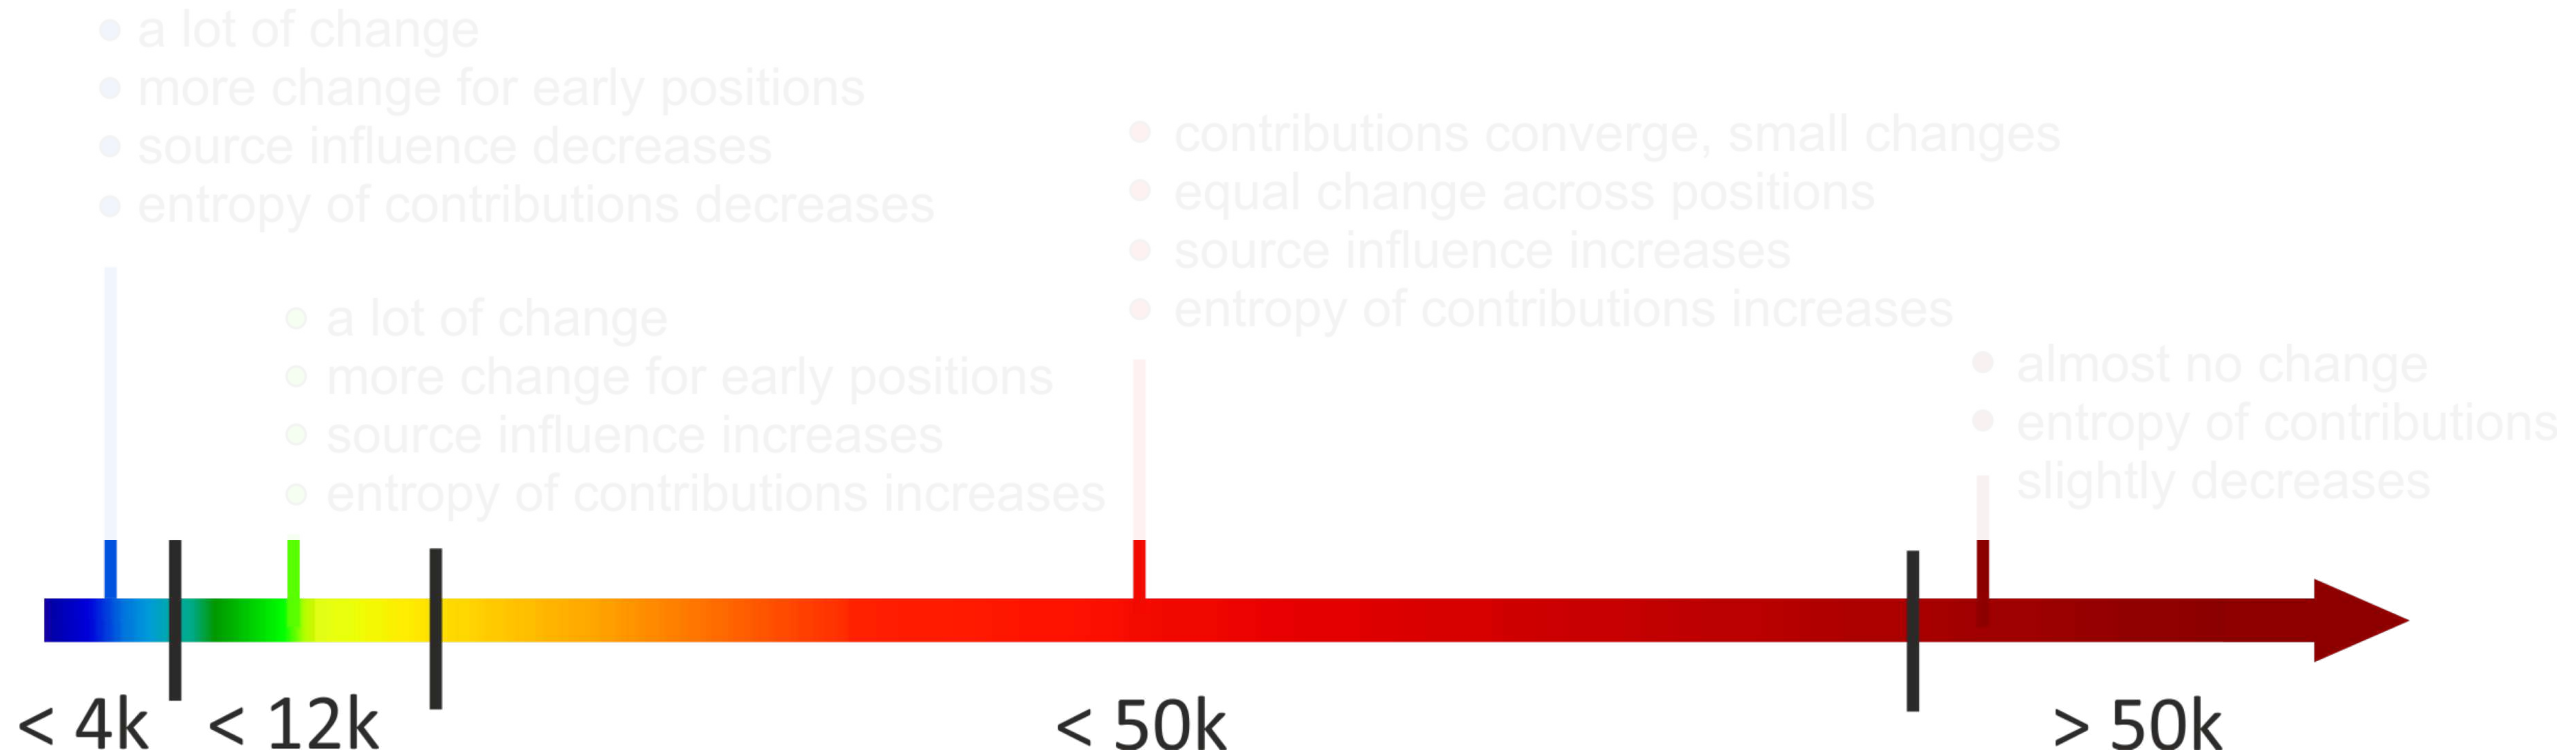 • a lot of change
• more change for early positions
• source influence decreases
• entropy of contributions decreases
• a lot of change
• more change for early positions
• source influence increases
• entropy of contributions increases
• contributions converge, small changes
• equal change across positions
• source influence increases
• entropy of contributions increases
• almost no change
• entropy of contributions
slightly decreases
< 4k
< 12k
< 50k
> 50k